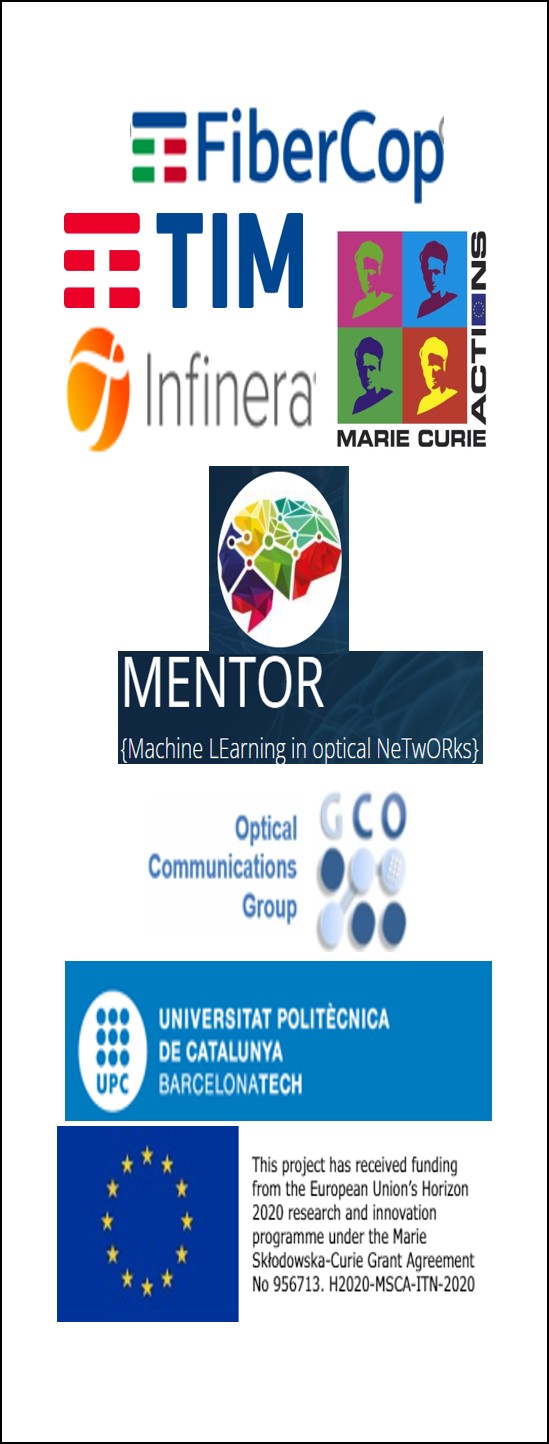 FiberCop
TIM
MARIE CURIE ACTIONS
Infinera
MENTOR
{Machine LEarning in optical NeTwORks}
GCO
Optical
Communications
Group
UPC
UNIVERSITAT POLITÈCNICA
DE CATALUNYA
BARCELONATECH
This project has received funding
from the European Union's Horizon
2020 research and innovation
programme under the Marie
Skłodowska-Curie Grant Agreement
No 956713. H2020-MSCA-ITN-2020